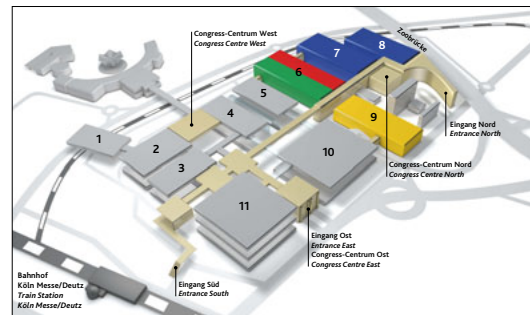 Zoobrücke
8
7
6
Congress-Centrum West
Congress Centre West
5
4
Eingang Nord
Entrance North
9
1
2
3
10
Congress-Centrum Nord
Congress Centre North
11
Eingang Ost
Entrance East
Congress-Centrum Ost
Congress Centre East
Bahnhof
Köln Messe/Deutz
Train Station
Köln Messe/Deutz
Eingang Süd
Entrance South